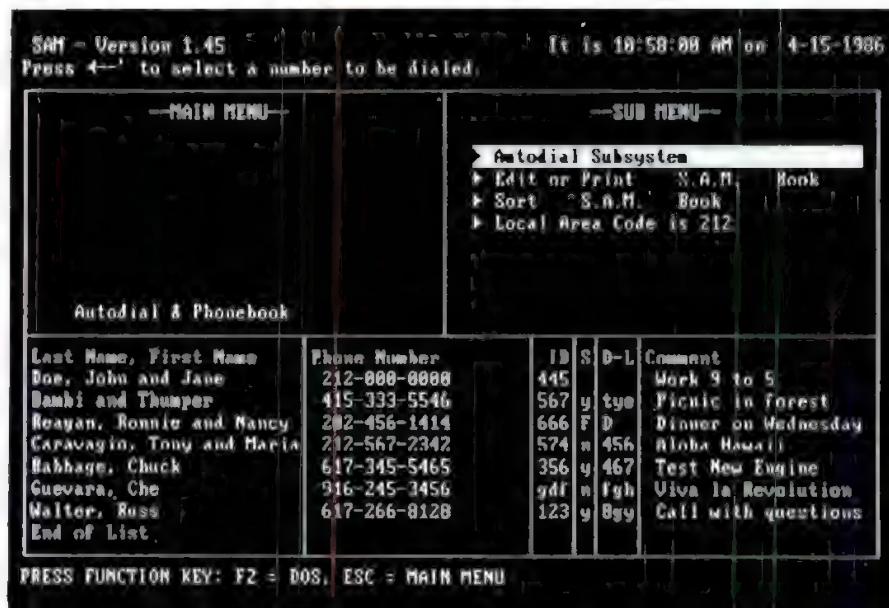 SAM - Version 1.45
It is 10:58:00 AM on 4-15-1986
Press ◄─┘ to select a number to be dialed.
—MAIN MENU—
Autodial & Phonebook
—SUB MENU—
► Autodial Subsystem
► Edit or Print S.A.M. Book
► Sort S.A.M. Book
► Local Area Code is 212
Last Name, First Name Phone Number ID S D-L Comment
Doe, John and Jane 212-000-0000 445 Work 9 to 5
Bambi and Thumper 415-333-5546 567 y tye Picnic in forest
Reagan, Ronnie and Nancy 202-456-1414 666 F D Dinner on Wednesday
Caravagio, Tony and Maria 212-567-2342 574 n 456 Aloha Hawaii
Babbage, Chuck 617-345-5465 356 y 467 Test New Engine
Guevara, Che 916-245-3456 gdf n fgh Viva la Revolution
Walter, Russ 617-266-8128 123 y 8gy Call with questions
End of List
PRESS FUNCTION KEY: F2 = DOS, ESC = MAIN MENU